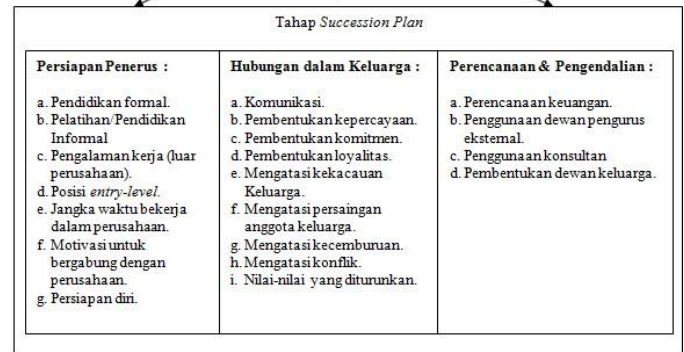 Tahap Succession Plan
Persiapan Penerus :
a. Pendidikan formal.
b. Pelatihan/Pendidikan
Informal
c. Pengalaman kerja (luar
perusahaan).
d. Posisi entry-level.
e. Jangka waktu bekerja
dalam perusahaan.
f. Motivasi untuk
bergabung dengan
perusahaan.
g. Persiapan diri.
Hubungan dalam Keluarga :
a. Komunikasi.
b. Pembentukan kepercayaan.
c. Pembentukan komitmen.
d. Pembentukan loyalitas.
e. Mengatasi kekacauan
Keluarga.
f. Mengatasi persaingan
anggota keluarga.
g. Mengatasi kecemburuan.
h. Mengatasi konflik.
i. Nilai-nilai yang diturunkan.
Perencanaan & Pengendalian :
a. Perencanaan keuangan.
b. Penggunaan dewan pengurus
eksternal.
c. Penggunaan konsultan
d. Pembentukan dewan keluarga.